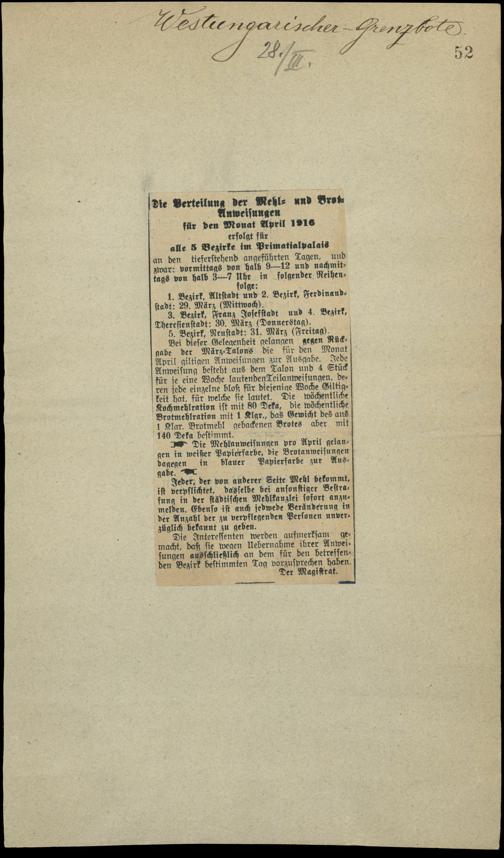 Westungarischer-Grenzbote.
28./III.
52
Die Verteilung der Mehl- und Brot-
Anweisungen
für den Monat April 1916
erfolgt für
alle 5 Bezirke im Primatialpalais
an den tieferstehend angeführten Tagen, und
zwar: vormittags von halb 9—12 und nachmit-
tags von halb 3—7 Uhr in folgender Reihen-
folge:
1. Bezirk, Altstadt und 2. Bezirk, Ferdinand-
stadt: 29. März (Mittwoch).
3. Bezirk, Franz Josefstadt und 4. Bezirk,
Theresienstadt: 30. März (Donnerstag).
5. Bezirk, Neustadt: 31. März (Freitag).
Bei dieser Gelegenheit gelangen gegen Rück-
gabe der März-Talons die für den Monat
April giltigen Anweisungen zur Ausgabe. Jede
Anweisung besteht aus dem Talon und 4 Stück
für je eine Woche lautenden Teilanweisungen, de-
ren jede einzelne bloß für diejenige Woche Giltig-
keit hat, für welche sie lautet. Die wöchentliche
Kochmehlration ist mit 80 Deka, die wöchentliche
Brotmehlration mit 1 Klgr., das Gewicht des aus
1 Klgr. Brotmehl gebackenen Brotes aber mit
140 Deka bestimmt.
Die Mehlanweisungen pro April gelan-
gen in weißer Papierfarbe, die Brotanweisungen
dagegen in blauer Papierfarbe zur Aus-
gabe.
Jeder, der von anderer Seite Mehl bekommt,
ist verpflichtet, dasselbe bei ansonstiger Bestra-
fung in der städtischen Mehlkanzlei sofort anzu-
melden. Ebenso ist auch jedwede Veränderung in
der Anzahl der zu verpflegenden Personen unver-
züglich bekannt zu geben.
Die Interessenten werden aufmerksam ge-
macht, daß sie wegen Uebernahme ihrer Anwei-
sungen ausschließlich an dem für den betreffen-
den Bezirk bestimmten Tag vorzusprechen haben.
Der Magistrat.